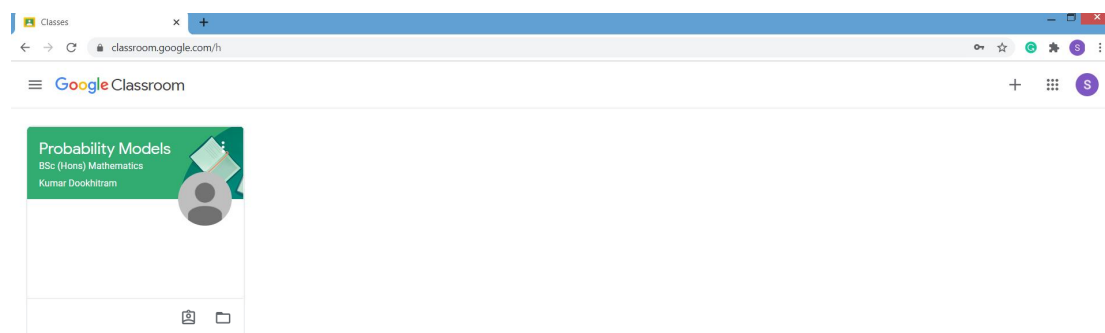 Classes
classroom.google.com/h
S
Google Classroom
S
Probability Models
BSc (Hons) Mathematics
Kumar Dookhitram